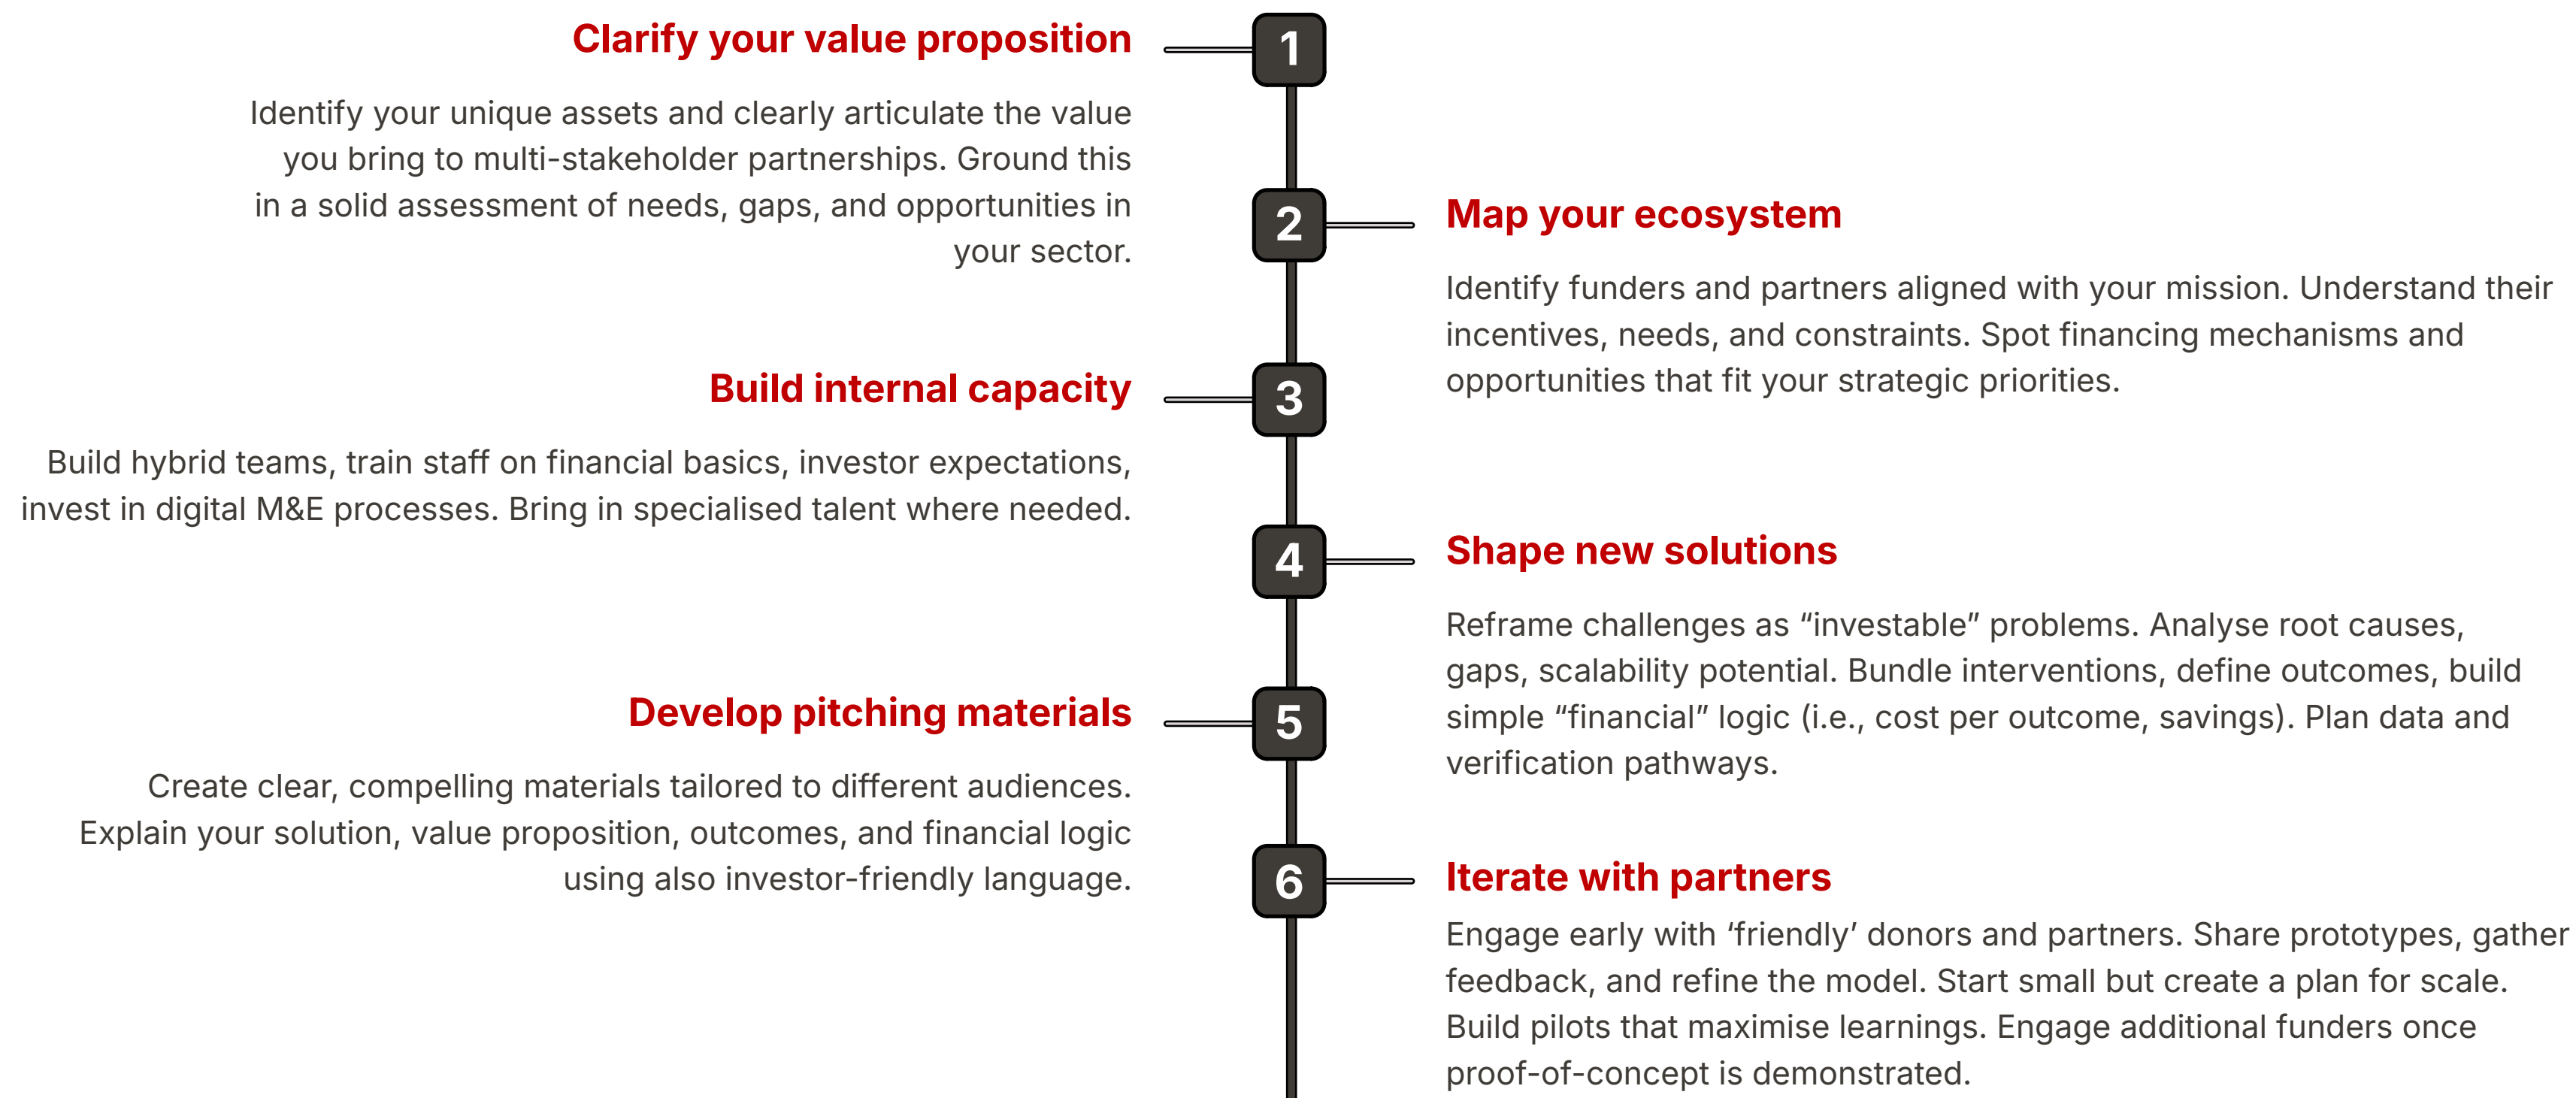 1
Clarify your value proposition
Identify your unique assets and clearly articulate the value
you bring to multi-stakeholder partnerships. Ground this
in a solid assessment of needs, gaps, and opportunities in
your sector.
2
Map your ecosystem
Identify funders and partners aligned with your mission. Understand their
incentives, needs, and constraints. Spot financing mechanisms and
opportunities that fit your strategic priorities.
3
Build internal capacity
Build hybrid teams, train staff on financial basics, investor expectations,
invest in digital M&E processes. Bring in specialised talent where needed.
4
Shape new solutions
Reframe challenges as “investable” problems. Analyse root causes,
gaps, scalability potential. Bundle interventions, define outcomes, build
simple “financial” logic (i.e., cost per outcome, savings). Plan data and
verification pathways.
5
Develop pitching materials
Create clear, compelling materials tailored to different audiences.
Explain your solution, value proposition, outcomes, and financial logic
using also investor-friendly language.
6
Iterate with partners
Engage early with ‘friendly’ donors and partners. Share prototypes, gather
feedback, and refine the model. Start small but create a plan for scale.
Build pilots that maximise learnings. Engage additional funders once
proof-of-concept is demonstrated.